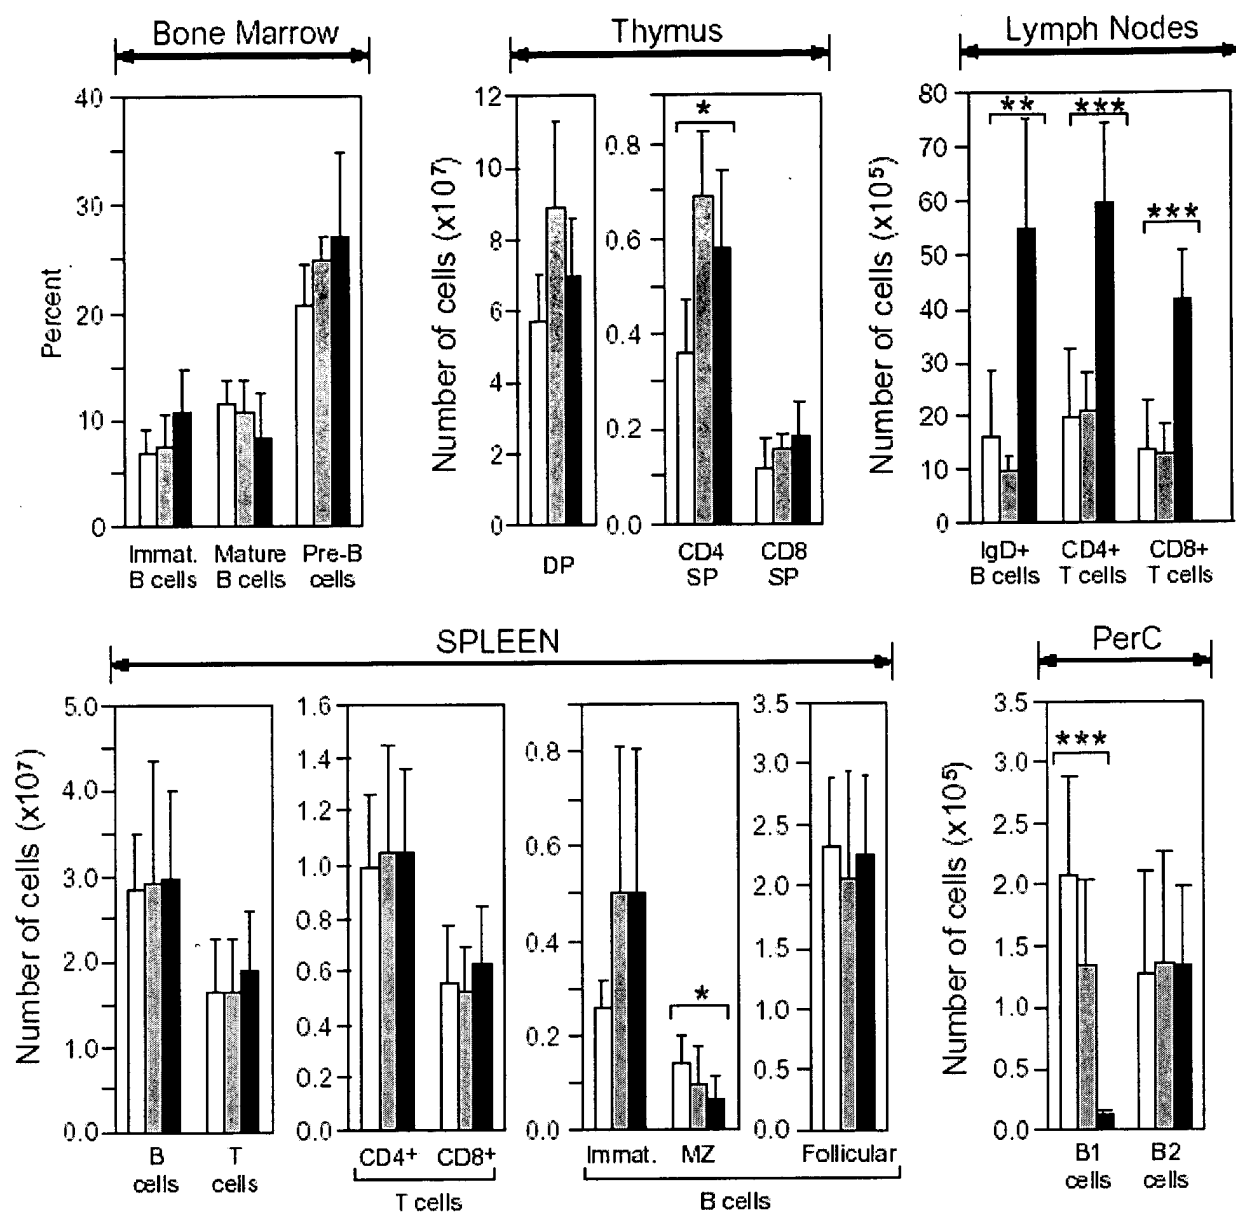 Bone Marrow
Thymus
Lymph Nodes
Percent
40
30
20
10
0
Immat. B cells
Mature B cells
Pre-B cells
Number of cells (x10⁷)
12
10
8
6
4
2
0
DP
0.8
0.6
0.4
0.2
0.0
*
CD4 SP
CD8 SP
Number of cells (x10⁵)
80
70
60
50
40
30
20
10
0
**
***
***
IgD+ B cells
CD4+ T cells
CD8+ T cells
SPLEEN
PerC
Number of cells (x10⁷)
5.0
4.0
3.0
2.0
1.0
0.0
B cells
T cells
1.6
1.4
1.2
1.0
0.8
0.6
0.4
0.2
0.0
CD4+
CD8+
T cells
0.8
0.6
0.4
0.2
0.0
*
Immat.
MZ
3.5
3.0
2.5
2.0
1.5
1.0
0.5
0.0
Follicular
B cells
Number of cells (x10⁵)
3.5
3.0
2.5
2.0
1.5
1.0
0.5
0.0
***
B1 cells
B2 cells